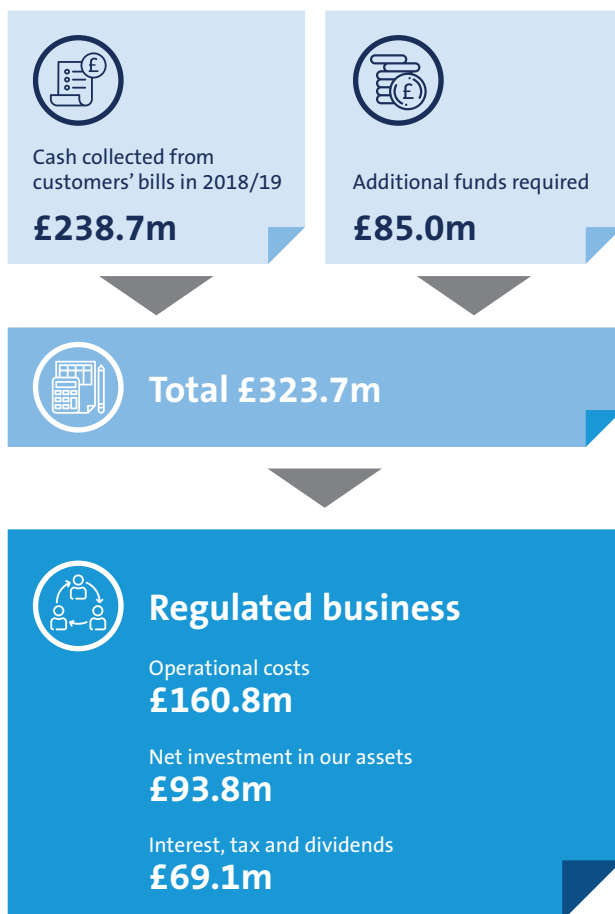 £
Cash collected from
customers’ bills in 2018/19
£238.7m
£
Additional funds required
£85.0m
Total £323.7m
Regulated business
Operational costs
£160.8m
Net investment in our assets
£93.8m
Interest, tax and dividends
£69.1m